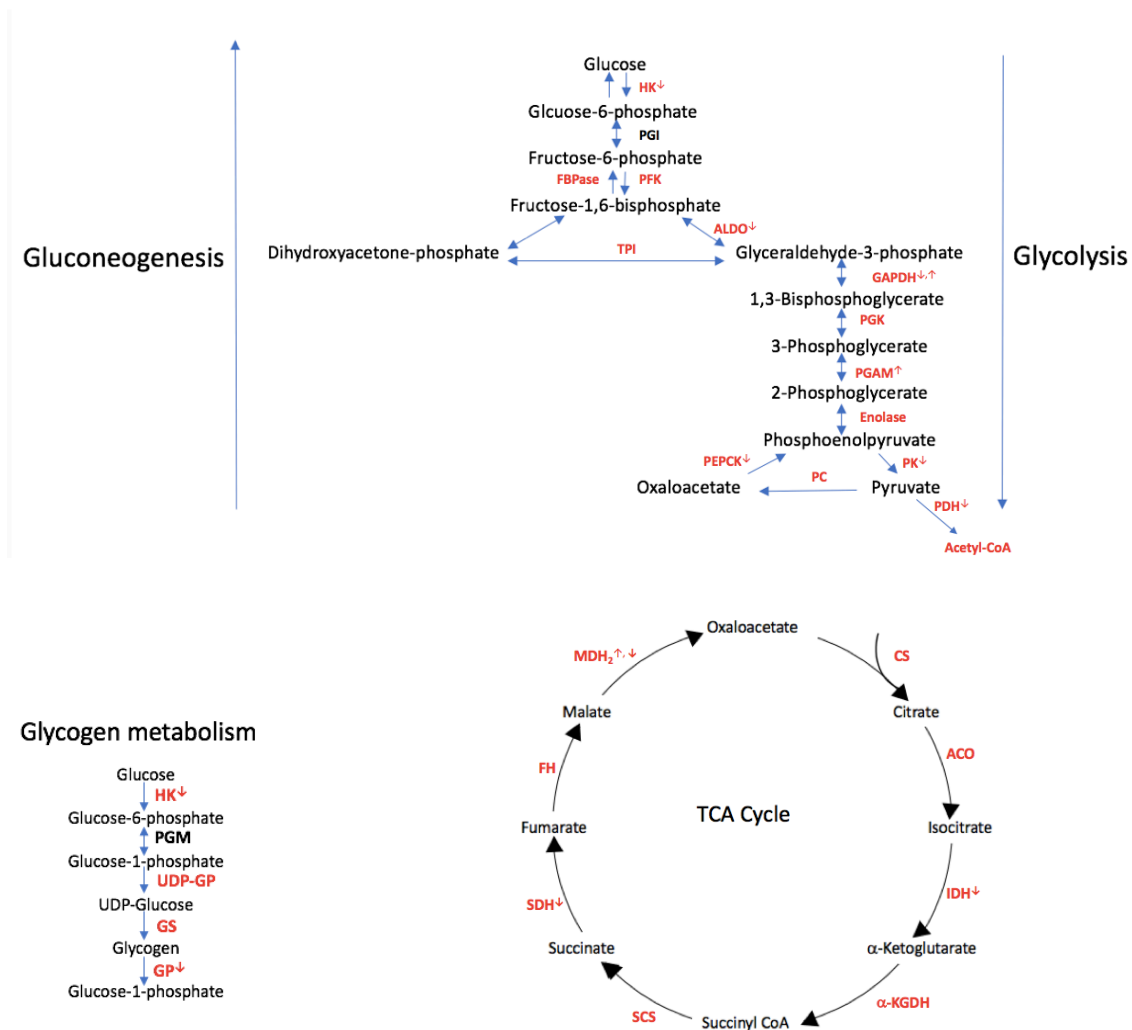 Glucose
HK↓
Glcuose-6-phosphate
PGI
Fructose-6-phosphate
FBPase
PFK
Fructose-1,6-bisphosphate
ALDO↓
Gluconeogenesis
Dihydroxyacetone-phosphate
TPI
Glyceraldehyde-3-phosphate
Glycolysis
GAPDH↓,↑
1,3-Bisphosphoglycerate
PGK
3-Phosphoglycerate
PGAM↑
2-Phosphoglycerate
Enolase
Phosphoenolpyruvate
PEPCK↓
PK↓
Oxaloacetate
PC
Pyruvate
PDH↓
Acetyl-CoA
Glycogen metabolism
Glucose
HK↓
Glucose-6-phosphate
PGM
Glucose-1-phosphate
UDP-GP
UDP-Glucose
GS
Glycogen
GP↓
Glucose-1-phosphate
TCA Cycle
Oxaloacetate
CS
Citrate
ACO
Isocitrate
IDH↓
α-Ketoglutarate
α-KGDH
Succinyl CoA
SCS
Succinate
SDH↓
Fumarate
FH
Malate
MDH₂↑,↓